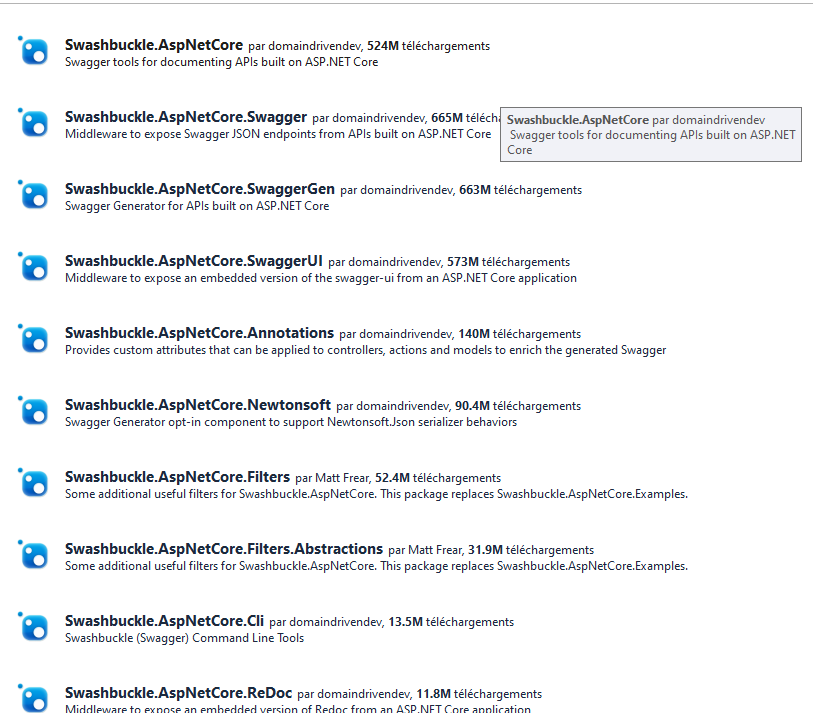 Swashbuckle.AspNetCore par domaindrivendev, 524M téléchargements
Swagger tools for documenting APIs built on ASP.NET Core
Swashbuckle.AspNetCore.Swagger par domaindrivendev, 665M
Middleware to expose Swagger JSON endpoints from APIs built on ASP.NET Core
Swashbuckle.AspNetCore par domaindrivendev
Swagger tools for documenting APIs built on ASP.NET
Core
Swashbuckle.AspNetCore.SwaggerGen par domaindrivendev, 663M téléchargements
Swagger Generator for APIs built on ASP.NET Core
Swashbuckle.AspNetCore.SwaggerUI par domaindrivendev, 573M téléchargements
Middleware to expose an embedded version of the swagger-ui from an ASP.NET Core application
Swashbuckle.AspNetCore.Annotations par domaindrivendev, 140M téléchargements
Provides custom attributes that can be applied to controllers, actions and models to enrich the generated Swagger
Swashbuckle.AspNetCore.Newtonsoft par domaindrivendev, 90.4M téléchargements
Swagger Generator opt-in component to support Newtonsoft.Json serializer behaviors
Swashbuckle.AspNetCore.Filters par Matt Frear, 52.4M téléchargements
Some additional useful filters for Swashbuckle.AspNetCore. This package replaces Swashbuckle.AspNetCore.Examples.
Swashbuckle.AspNetCore.Filters.Abstractions par Matt Frear, 31.9M téléchargements
Some additional useful filters for Swashbuckle.AspNetCore. This package replaces Swashbuckle.AspNetCore.Examples.
Swashbuckle.AspNetCore.Cli par domaindrivendev, 13.5M téléchargements
Swashbuckle (Swagger) Command Line Tools
Swashbuckle.AspNetCore.ReDoc par domaindrivendev, 11.8M téléchargements
Middleware to expose an embedded version of Redoc from an ASP.NET Core application